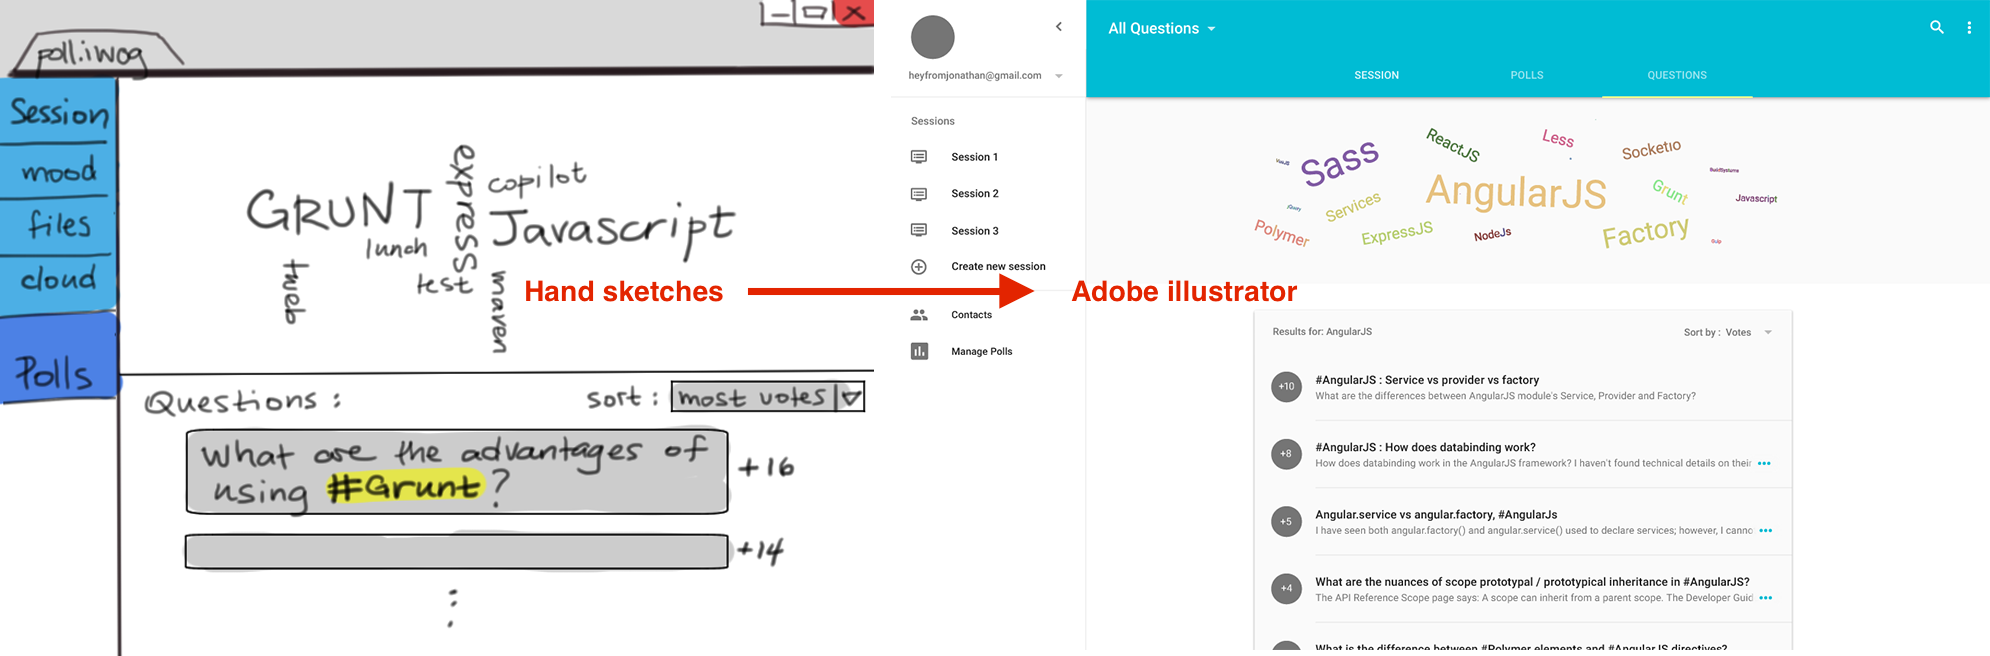 polliwog
Session
mood
files
cloud
Polls
GRUNT
express
copilot
Javascript
lunch
test
maven
Questions :
sort : most votes
What are the advantages of
using #Grunt?
+16
+14
Hand sketches
Adobe illustrator
heyfromjonathan@gmail.com
Sessions
Session 1
Session 2
Session 3
Create new session
Contacts
Manage Polls
All Questions
SESSION
POLLS
QUESTIONS
VueJS
Sass
ReactJS
Less
Socketio
AngularJS
Grunt
Javascript
jQuery
Services
Polymer
ExpressJS
NodeJs
Factory
Gulp
Results for: AngularJS
Sort by : Votes
+10
#AngularJS : Service vs provider vs factory
What are the differences between AngularJS module's Service, Provider and Factory?
+8
#AngularJS : How does databinding work?
How does databinding work in the AngularJS framework? I haven't found technical details on their
+5
Angular.service vs angular.factory, #AngularJs
I have seen both angular.factory() and angular.service() used to declare services; however, I canno
+4
What are the nuances of scope prototypal / prototypical inheritance in #AngularJS?
The API Reference Scope page says: A scope can inherit from a parent scope. The Developer Guid
What is the difference between #Polymer elements and #AngularJS directives?